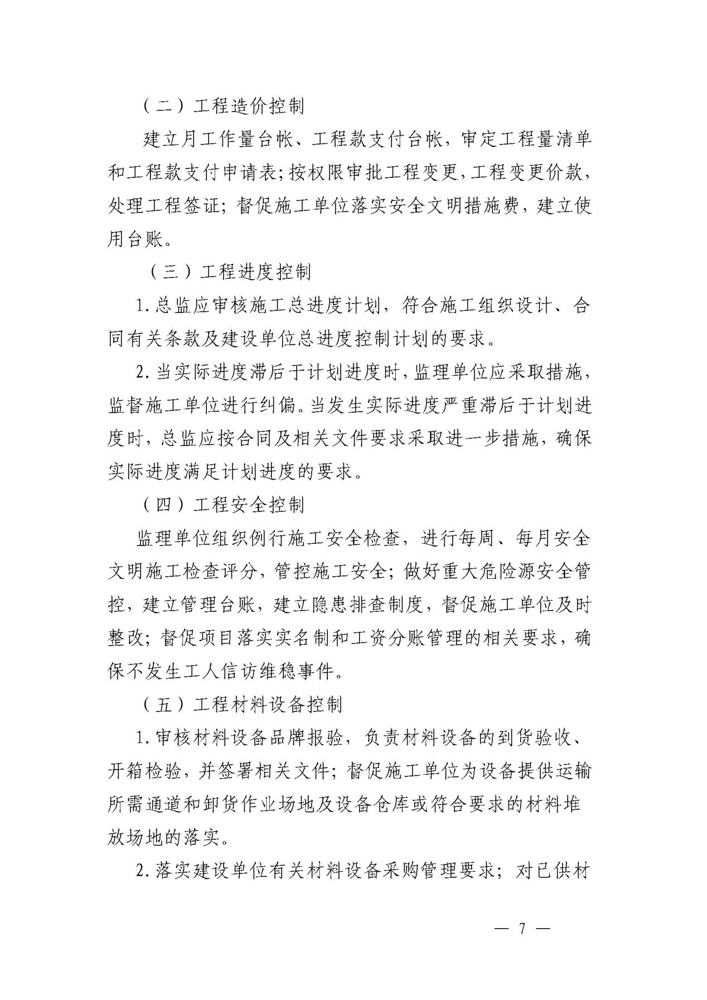 （二）工程造价控制
建立月工作量台帐、工程款支付台帐，审定工程量清单
和工程款支付申请表；按权限审批工程变更，工程变更价款，
处理工程签证；督促施工单位落实安全文明措施费，建立使
用台账。
（三）工程进度控制
1.总监应审核施工总进度计划，符合施工组织设计、合
同有关条款及建设单位总进度控制计划的要求。
2.当实际进度滞后于计划进度时，监理单位应采取措施，
监督施工单位进行纠偏。当发生实际进度严重滞后于计划进
度时，总监应按合同及相关文件要求采取进一步措施，确保
实际进度满足计划进度的要求。
（四）工程安全控制
监理单位组织例行施工安全检查，进行每周、每月安全
文明施工检查评分，管控施工安全；做好重大危险源安全管
控，建立管理台账，建立隐患排查制度，督促施工单位及时
整改；督促项目落实实名制和工资分账管理的相关要求，确
保不发生工人信访维稳事件。
（五）工程材料设备控制
1.审核材料设备品牌报验，负责材料设备的到货验收、
开箱检验，并签署相关文件；督促施工单位为设备提供运输
所需通道和卸货作业场地及设备仓库或符合要求的材料堆
放场地的落实。
2.落实建设单位有关材料设备采购管理要求；对已供材
— 7 —